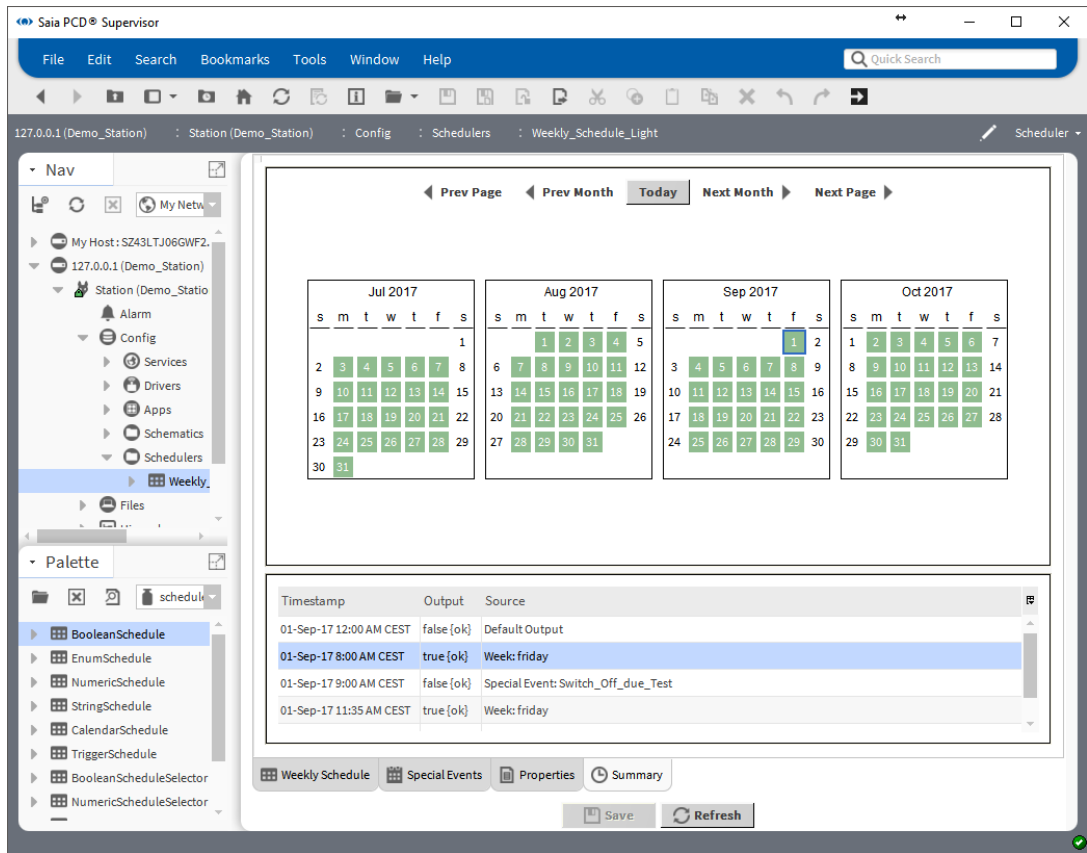 Saia PCD® Supervisor
File Edit Search Bookmarks Tools Window Help
Quick Search
127.0.0.1 (Demo_Station) : Station (Demo_Station) : Config : Schedulers : Weekly_Schedule_Light
Scheduler
Nav
My Netw
My Host : SZ43LTJ06GWF2.
127.0.0.1 (Demo_Station)
Station (Demo_Statio
Alarm
Config
Services
Drivers
Apps
Schematics
Schedulers
Weekly_
Files
Palette
schedule
BooleanSchedule
EnumSchedule
NumericSchedule
StringSchedule
CalendarSchedule
TriggerSchedule
BooleanScheduleSelector
NumericScheduleSelector
Prev Page Prev Month Today Next Month Next Page
Jul 2017
s m t w t f s
1
2 3 4 5 6 7 8
9 10 11 12 13 14 15
16 17 18 19 20 21 22
23 24 25 26 27 28 29
30 31
Aug 2017
s m t w t f s
1 2 3 4 5
6 7 8 9 10 11 12
13 14 15 16 17 18 19
20 21 22 23 24 25 26
27 28 29 30 31
Sep 2017
s m t w t f s
1 2
3 4 5 6 7 8 9
10 11 12 13 14 15 16
17 18 19 20 21 22 23
24 25 26 27 28 29 30
Oct 2017
s m t w t f s
1 2 3 4 5 6 7
8 9 10 11 12 13 14
15 16 17 18 19 20 21
22 23 24 25 26 27 28
29 30 31
Timestamp Output Source
01-Sep-17 12:00 AM CEST false {ok} Default Output
01-Sep-17 8:00 AM CEST true {ok} Week: friday
01-Sep-17 9:00 AM CEST false {ok} Special Event: Switch_Off_due_Test
01-Sep-17 11:35 AM CEST true {ok} Week: friday
Weekly Schedule Special Events Properties Summary
Save Refresh